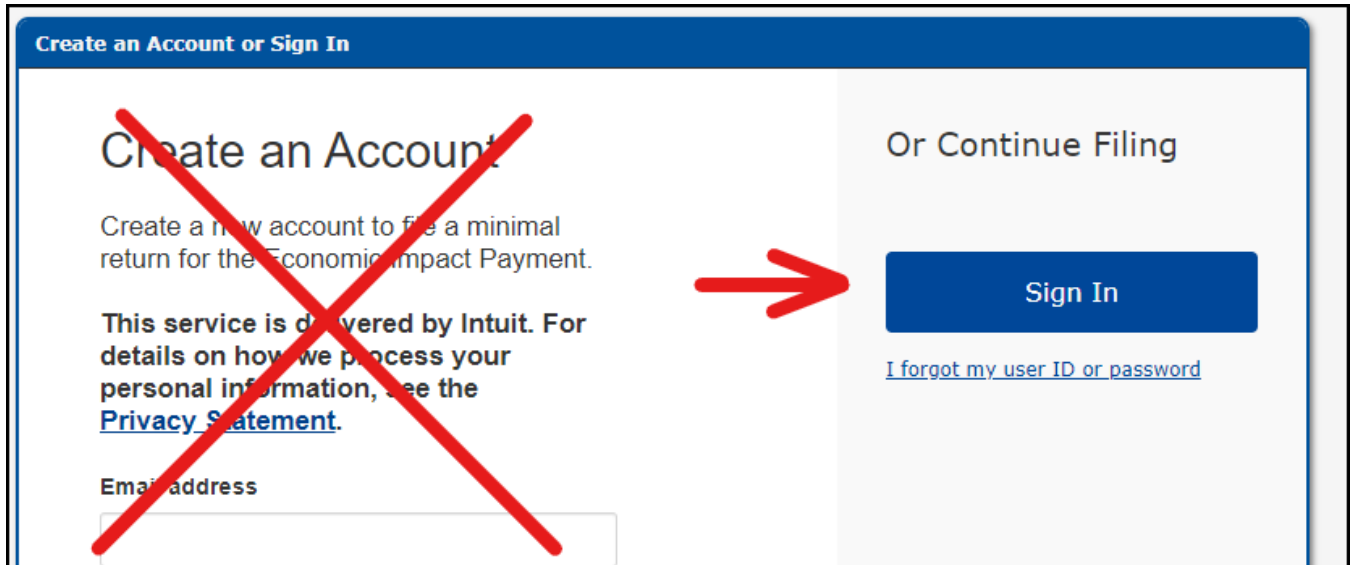 Create an Account or Sign In
Create an Account
Create a new account to file a minimal
return for the Economic Impact Payment.
This service is delivered by Intuit. For
details on how we process your
personal information, see the
Privacy Statement.
Email address
Or Continue Filing
Sign In
I forgot my user ID or password